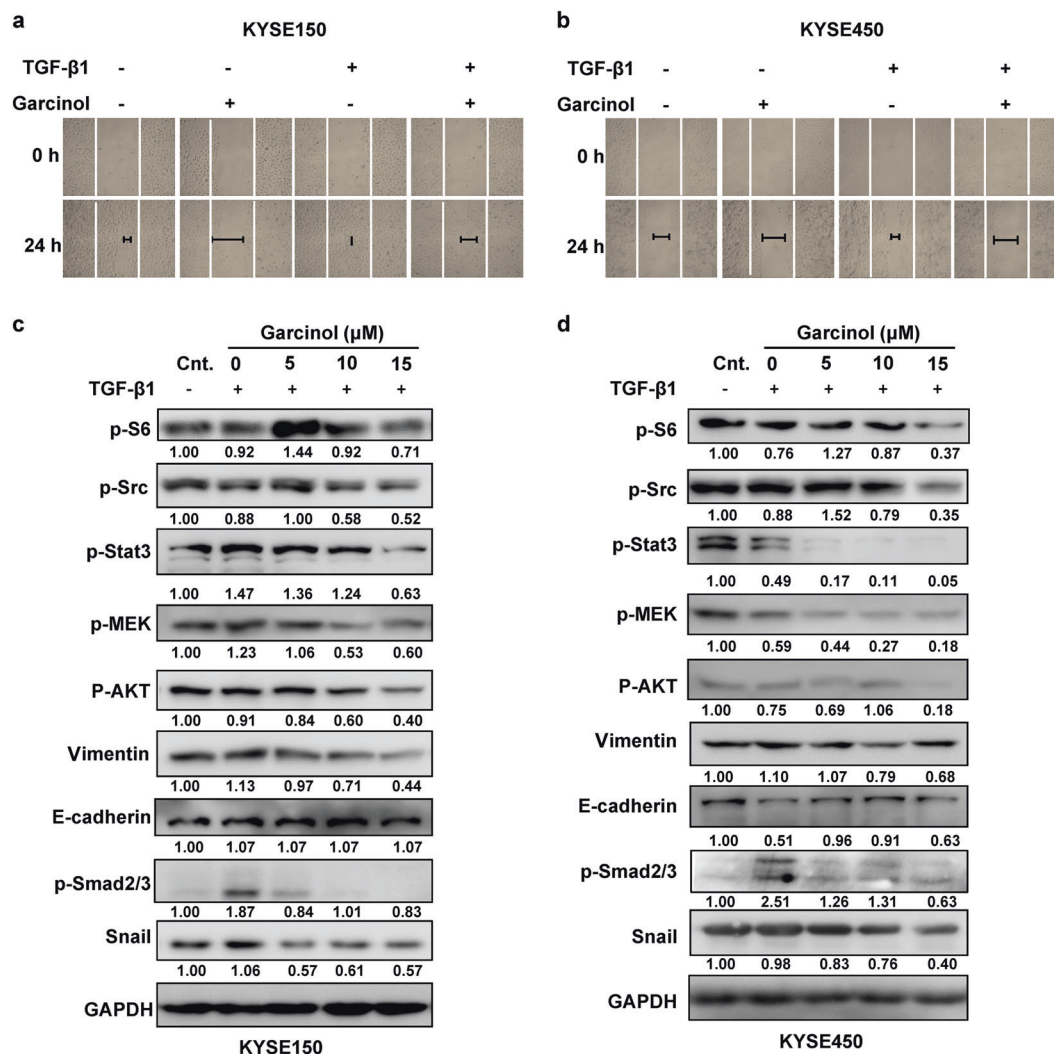 a
KYSE150
TGF-β1 - - + +
Garcinol - + - +
0 h
24 h
b
KYSE450
TGF-β1 - - + +
Garcinol - + - +
0 h
24 h
c
Garcinol (μM)
Cnt. 0 5 10 15
TGF-β1 - + + + +
p-S6
1.00 0.92 1.44 0.92 0.71
p-Src
1.00 0.88 1.00 0.58 0.52
p-Stat3
1.00 1.47 1.36 1.24 0.63
p-MEK
1.00 1.23 1.06 0.53 0.60
P-AKT
1.00 0.91 0.84 0.60 0.40
Vimentin
1.00 1.13 0.97 0.71 0.44
E-cadherin
1.00 1.07 1.07 1.07 1.07
p-Smad2/3
1.00 1.87 0.84 1.01 0.83
Snail
1.00 1.06 0.57 0.61 0.57
GAPDH
KYSE150
d
Garcinol (μM)
Cnt. 0 5 10 15
TGF-β1 - + + + +
p-S6
1.00 0.76 1.27 0.87 0.37
p-Src
1.00 0.88 1.52 0.79 0.35
p-Stat3
1.00 0.49 0.17 0.11 0.05
p-MEK
1.00 0.59 0.44 0.27 0.18
P-AKT
1.00 0.75 0.69 1.06 0.18
Vimentin
1.00 1.10 1.07 0.79 0.68
E-cadherin
1.00 0.51 0.96 0.91 0.63
p-Smad2/3
1.00 2.51 1.26 1.31 0.63
Snail
1.00 0.98 0.83 0.76 0.40
GAPDH
KYSE450